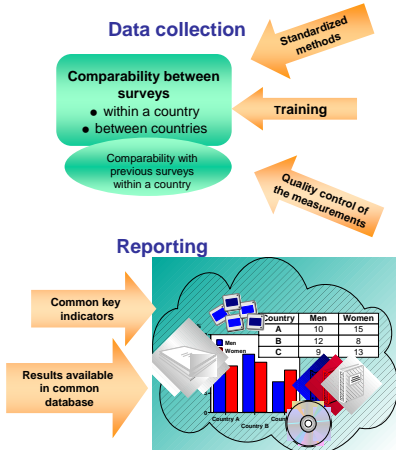 Data collection
Standardized
methods
Comparability between
surveys
● within a country
● between countries
Training
Comparability with
previous surveys
within a country
Quality control of
the measurements
Reporting
Common key
indicators
Country Men Women
A 10 15
B 12 8
C 9 13
Men
Women
Results available
in common
database
Country A
Country B